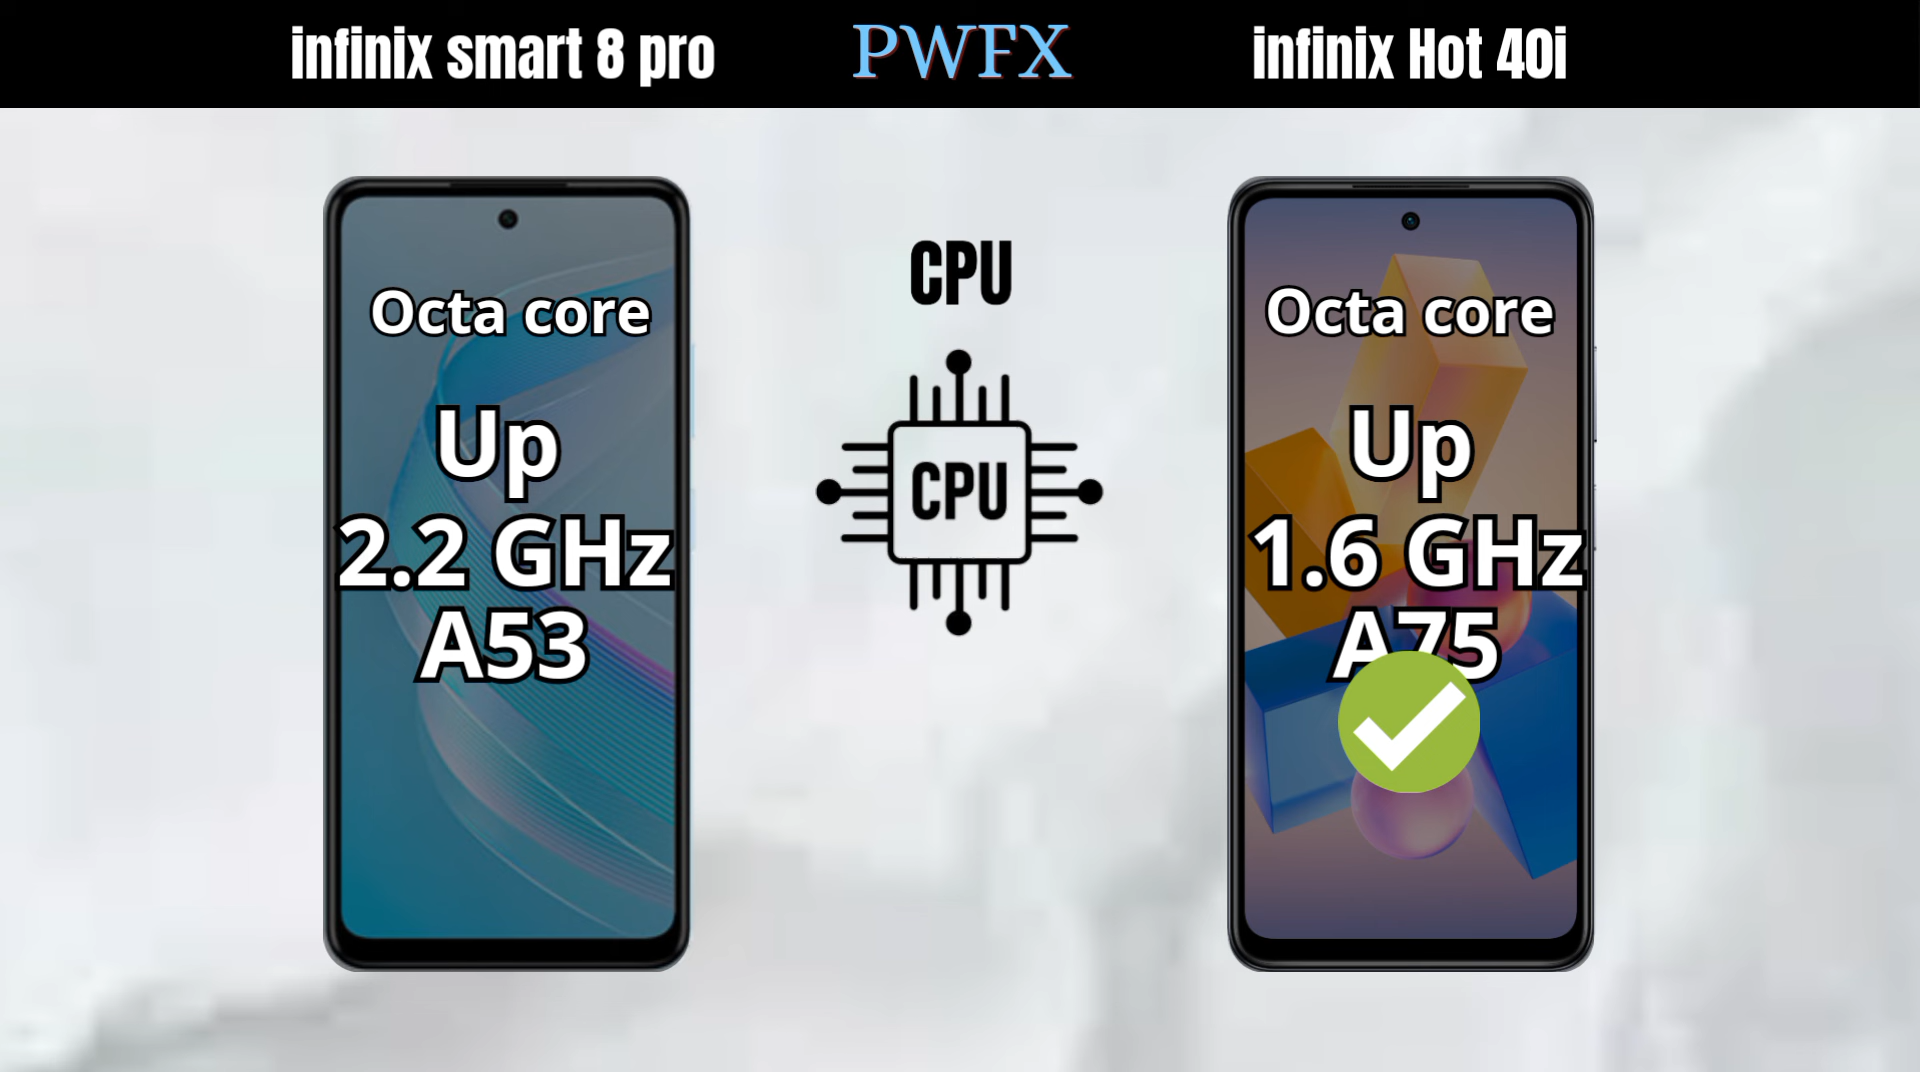 infinix smart 8 pro
PWFX
infinix Hot 40i
Octa core
Up
2.2 GHz
A53
CPU
CPU
Octa core
Up
1.6 GHz
A75